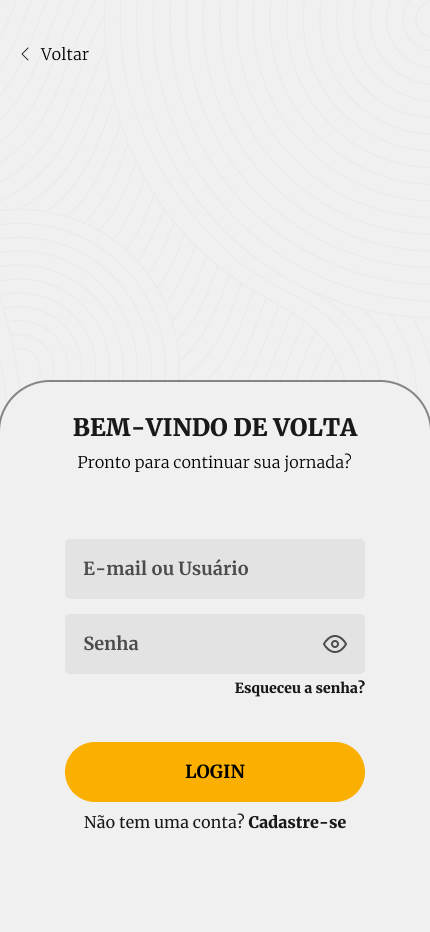 Voltar
BEM-VINDO DE VOLTA
Pronto para continuar sua jornada?
E-mail ou Usuário
Senha
Esqueceu a senha?
LOGIN
Não tem uma conta? Cadastre-se